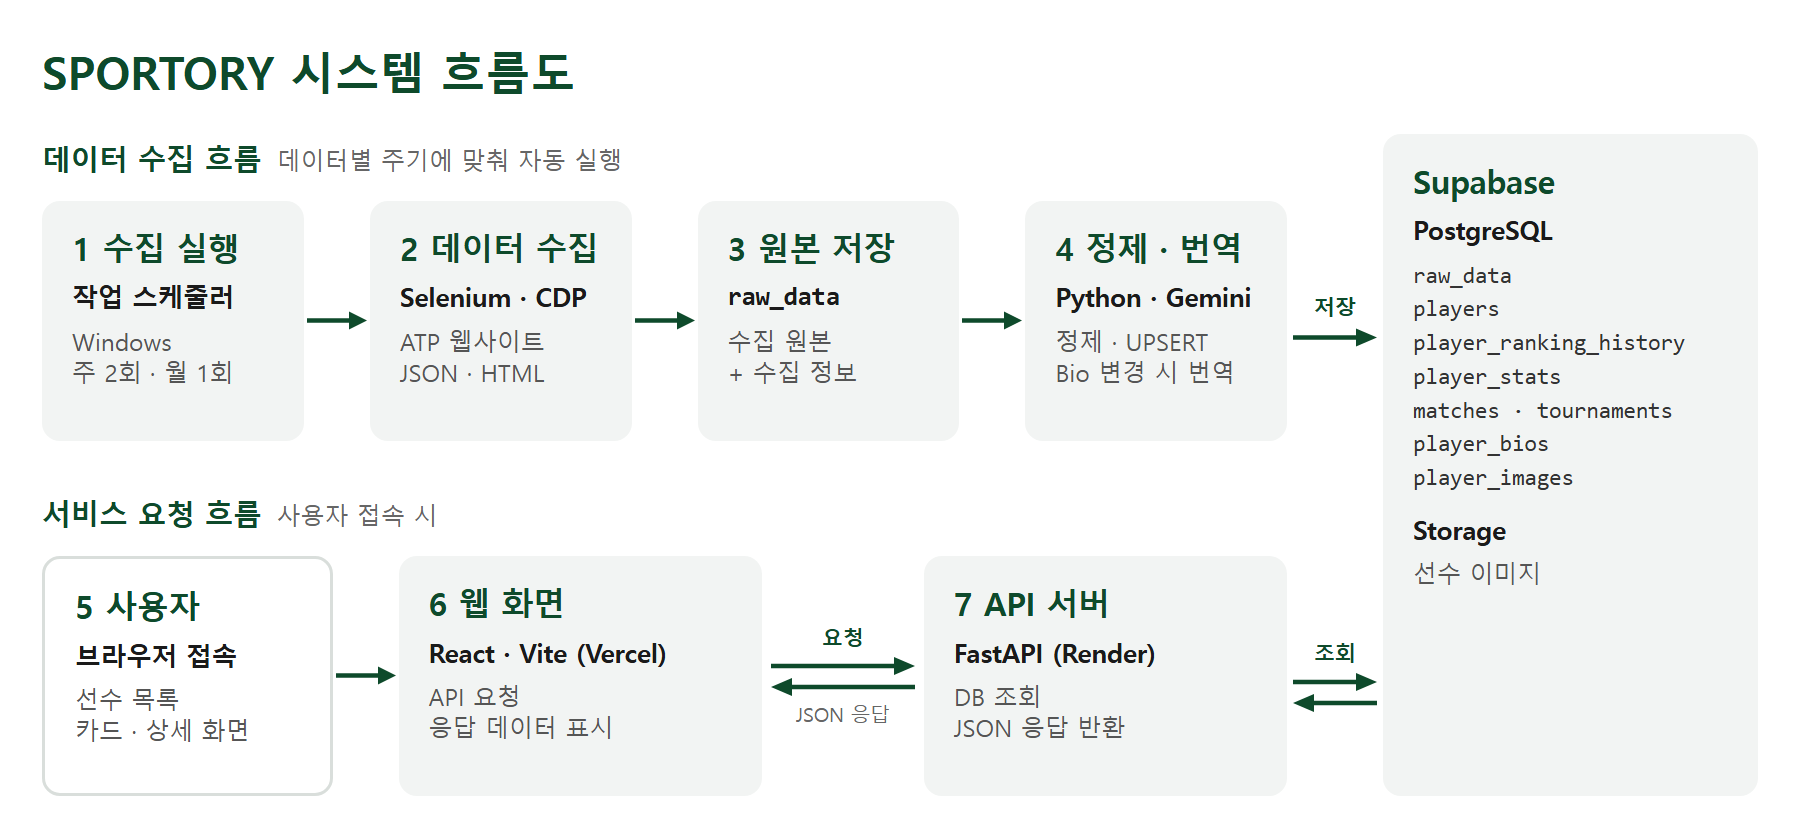 SPORTORY 시스템 흐름도
데이터 수집 흐름 데이터별 주기에 맞춰 자동 실행
1 수집 실행
작업 스케줄러
Windows
주 2회 · 월 1회
2 데이터 수집
Selenium · CDP
ATP 웹사이트
JSON · HTML
3 원본 저장
raw_data
수집 원본
+ 수집 정보
4 정제 · 번역
Python · Gemini
정제 · UPSERT
Bio 변경 시 번역
저장
Supabase
PostgreSQL
raw_data
players
player_ranking_history
player_stats
matches · tournaments
player_bios
player_images
Storage
선수 이미지
서비스 요청 흐름 사용자 접속 시
5 사용자
브라우저 접속
선수 목록
카드 · 상세 화면
6 웹 화면
React · Vite (Vercel)
API 요청
응답 데이터 표시
요청
JSON 응답
7 API 서버
FastAPI (Render)
DB 조회
JSON 응답 반환
조회